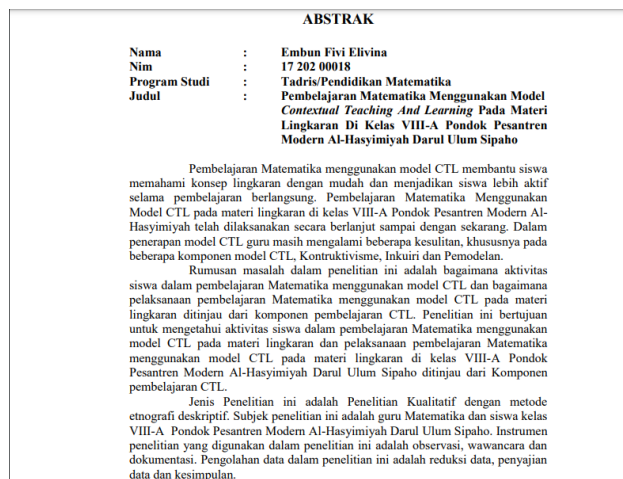 ABSTRAK
Nama : Embun Fivi Elivina
Nim : 17 202 00018
Program Studi : Tadris/Pendidikan Matematika
Judul : Pembelajaran Matematika Menggunakan Model
Contextual Teaching And Learning Pada Materi
Lingkaran Di Kelas VIII-A Pondok Pesantren
Modern Al-Hasyimiyah Darul Ulum Sipaho
Pembelajaran Matematika menggunakan model CTL membantu siswa
memahami konsep lingkaran dengan mudah dan menjadikan siswa lebih aktif
selama pembelajaran berlangsung. Pembelajaran Matematika Menggunakan
Model CTL pada materi lingkaran di kelas VIII-A Pondok Pesantren Modern Al-
Hasyimiyah telah dilaksanakan secara berlanjut sampai dengan sekarang. Dalam
penerapan model CTL guru masih mengalami beberapa kesulitan, khususnya pada
beberapa komponen model CTL, Kontruktivisme, Inkuiri dan Pemodelan.
Rumusan masalah dalam penelitian ini adalah bagaimana aktivitas
siswa dalam pembelajaran Matematika menggunakan model CTL dan bagaimana
pelaksanaan pembelajaran Matematika menggunakan model CTL pada materi
lingkaran ditinjau dari komponen pembelajaran CTL. Penelitian ini bertujuan
untuk mengetahui aktivitas siswa dalam pembelajaran Matematika menggunakan
model CTL pada materi lingkaran dan pelaksanaan pembelajaran Matematika
menggunakan model CTL pada materi lingkaran di kelas VIII-A Pondok
Pesantren Modern Al-Hasyimiyah Darul Ulum Sipaho ditinjau dari Komponen
pembelajaran CTL.
Jenis Penelitian ini adalah Penelitian Kualitatif dengan metode
etnografi deskriptif. Subjek penelitian ini adalah guru Matematika dan siswa kelas
VIII-A Pondok Pesantren Modern Al-Hasyimiyah Darul Ulum Sipaho. Instrumen
penelitian yang digunakan dalam penelitian ini adalah observasi, wawancara dan
dokumentasi. Pengolahan data dalam penelitian ini adalah reduksi data, penyajian
data dan kesimpulan.